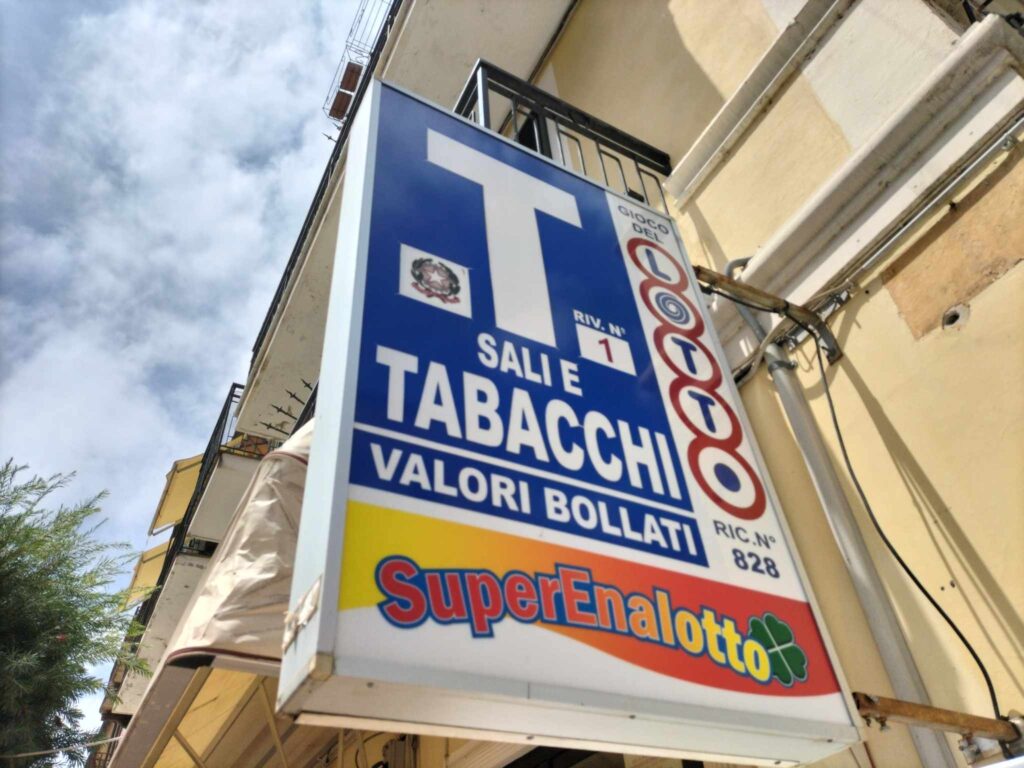 T
RIV. N°
1
SALI E
TABACCHI
VALORI BOLLATI
GIOCO
DEL
LOTTO
RIC.N°
828
SuperEnalotto